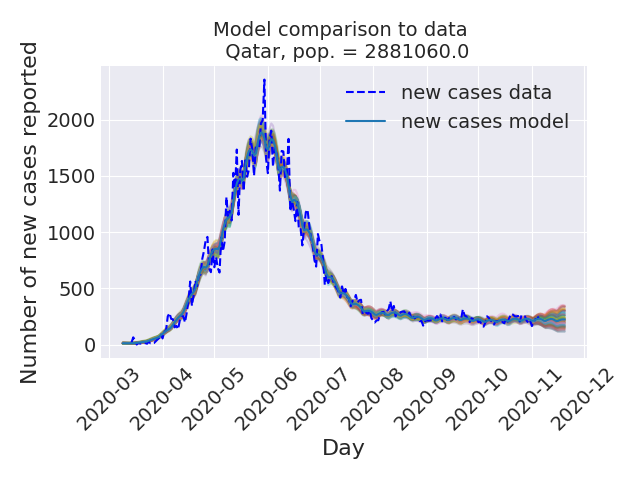 Model comparison to data
Qatar, pop. = 2881060.0
new cases data
new cases model
Number of new cases reported
2000
1500
1000
500
0
2020-03
2020-04
2020-05
2020-06
2020-07
2020-08
2020-09
2020-10
2020-11
2020-12
Day